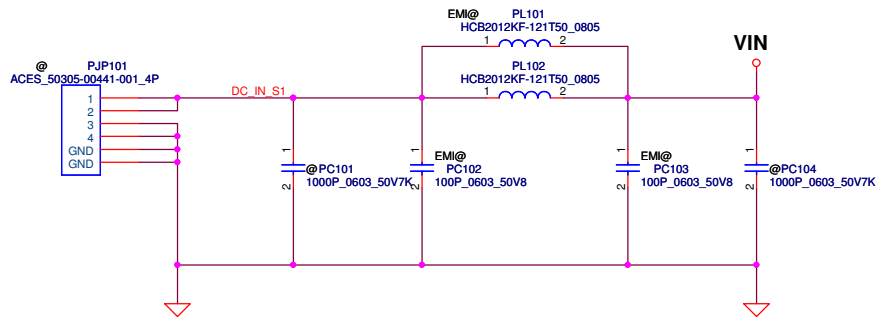 @ PJP101
ACES_50305-00441-001_4P
1
2
3
4
GND
GND
DC_IN_S1
EMI@ PL101
HCB2012KF-121T50_0805
1 2
PL102
HCB2012KF-121T50_0805
1 2
VIN
1
@PC101
2
1000P_0603_50V7K
1
EMI@
PC102
2
100P_0603_50V8
1
EMI@
PC103
2
100P_0603_50V8
1
@PC104
2
1000P_0603_50V7K